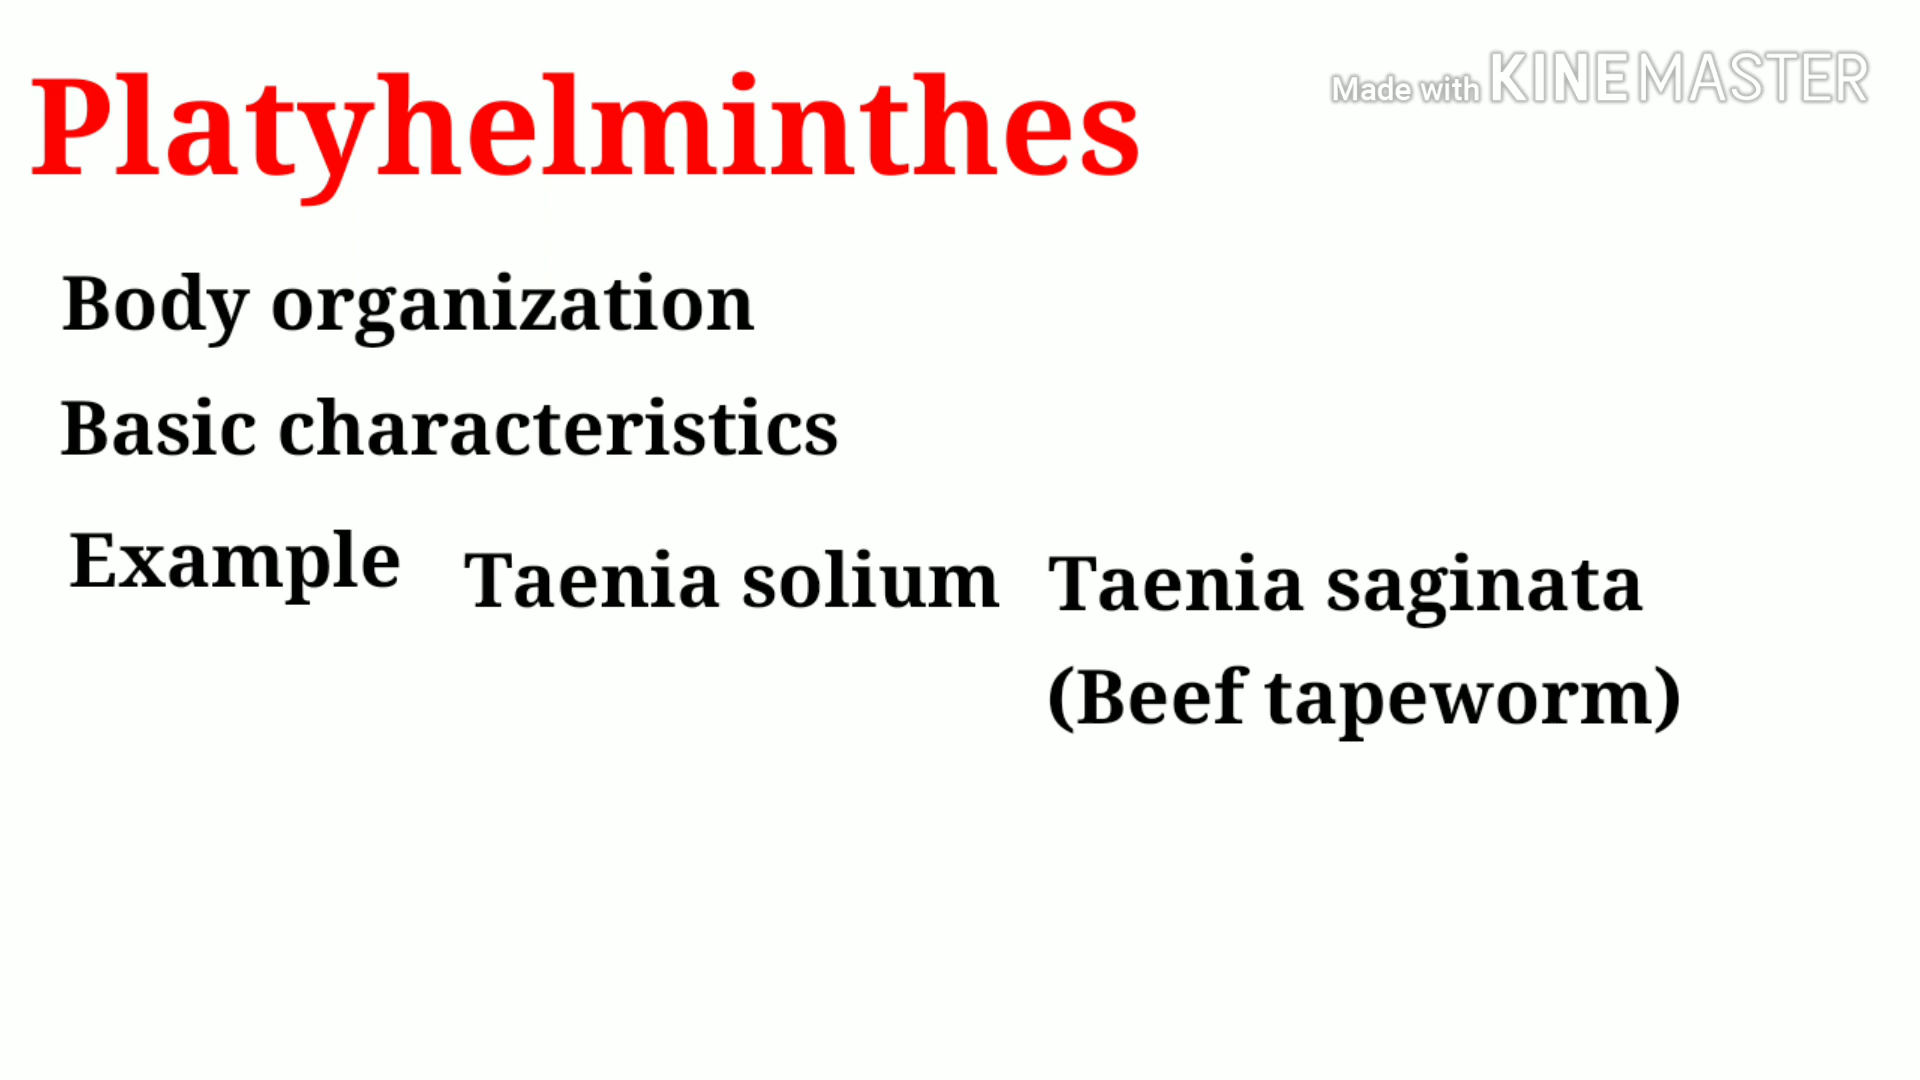 Platyhelminthes
Made with KINEMASTER
Body organization
Basic characteristics
Example Taenia solium Taenia saginata
(Beef tapeworm)